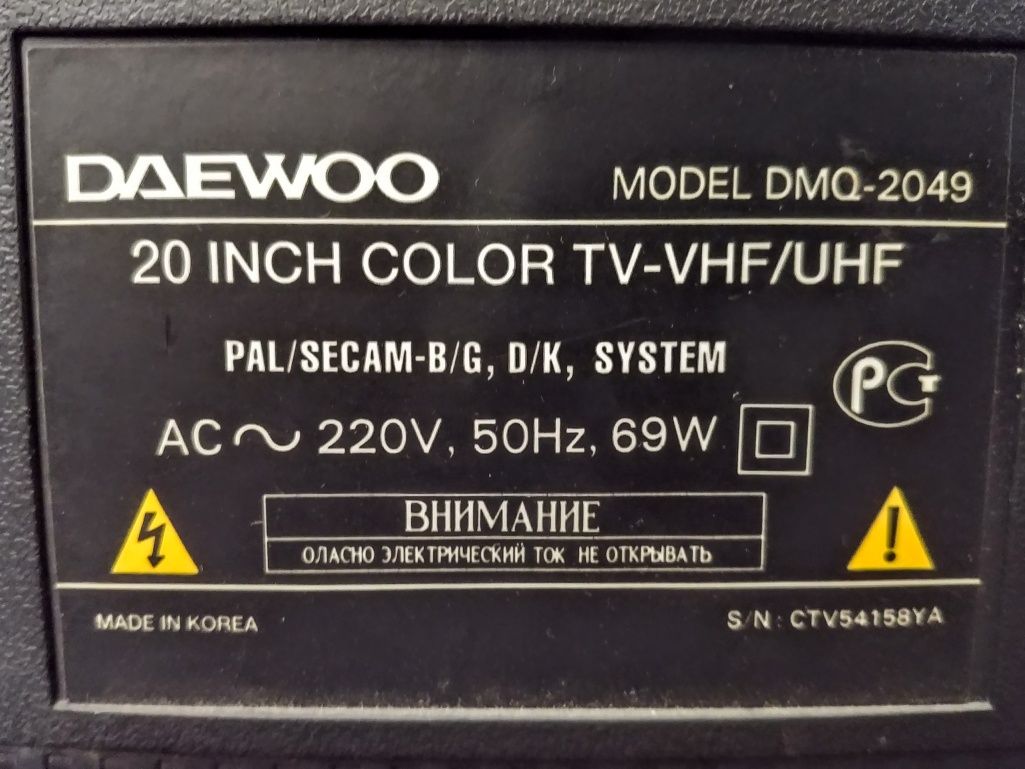 DAEWOO MODEL DMQ-2049
20 INCH COLOR TV-VHF/UHF
PAL/SECAM-B/G, D/K, SYSTEM
AC ~ 220V, 50Hz, 69W
РСТ
ВНИМАНИЕ
ОЛАСНО ЭЛЕКТРИЧЕСКИЙ ТОК НЕ ОТКРЫВАТЬ
MADE IN KOREA S/N : CTV54158YA